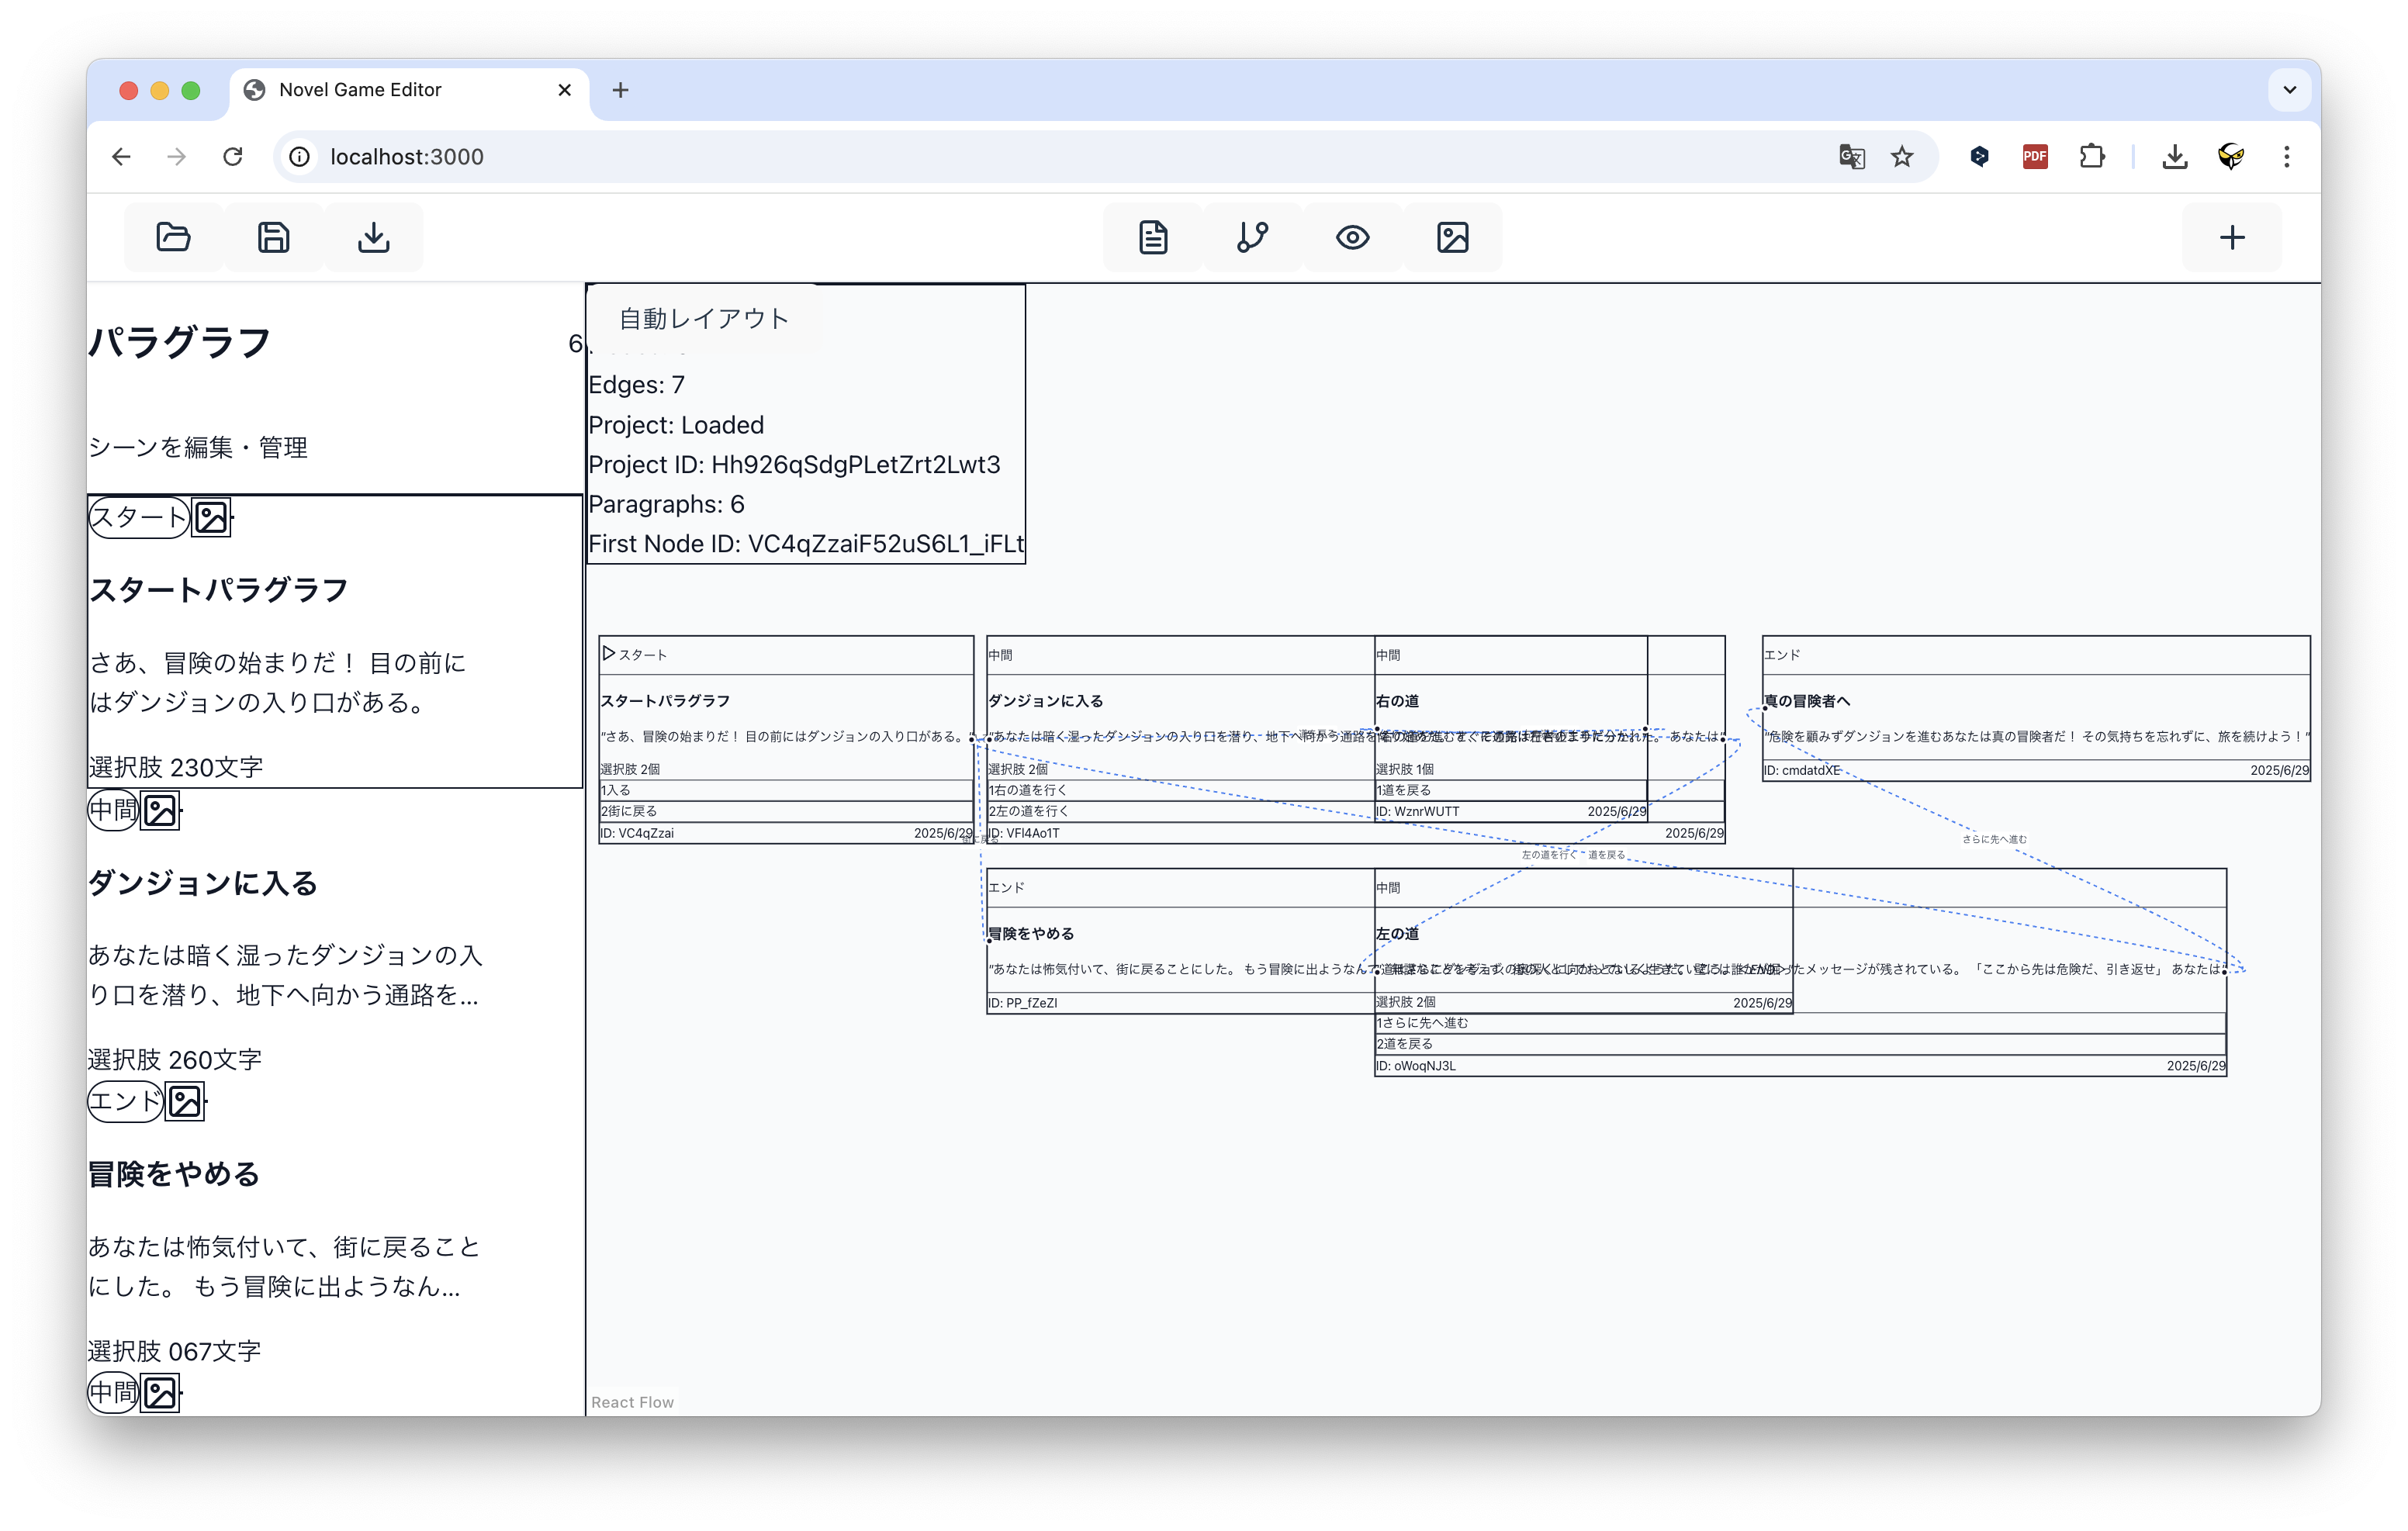 Novel Game Editor
localhost:3000
PDF
パラグラフ
6
シーンを編集・管理
スタート
スタートパラグラフ
さあ、冒険の始まりだ！ 目の前に
はダンジョンの入り口がある。
選択肢 230文字
中間
ダンジョンに入る
あなたは暗く湿ったダンジョンの入
り口を潜り、地下へ向かう通路を...
選択肢 260文字
エンド
冒険をやめる
あなたは怖気付いて、街に戻ること
にした。 もう冒険に出ようなん...
選択肢 067文字
中間
自動レイアウト
Edges: 7
Project: Loaded
Project ID: Hh926qSdgPLetZrt2Lwt3
Paragraphs: 6
First Node ID: VC4qZzaiF52uS6L1_iFLt
スタート
スタートパラグラフ
"さあ、冒険の始まりだ！ 目の前にはダンジョンの入り口がある。"
選択肢 2個
1入る
2街に戻る
ID: VC4qZzai 2025/6/29
街に戻る
中間
ダンジョンに入る
"あなたは暗く湿ったダンジョンの入り口を潜り、地下へ向かう通路を
あなたは"
選択肢 2個
1右の道を行く
2左の道を行く
ID: VFI4Ao1T 2025/6/29
中間
右の道
選択肢 1個
1道を戻る
ID: WznrWUTT 2025/6/29
左の道を行く
道を戻る
エンド
真の冒険者へ
"危険を顧みずダンジョンを進むあなたは真の冒険者だ！ その気持ちを忘れずに、旅を続けよう！"
ID: cmdatdXE 2025/6/29
さらに先へ進む
エンド
冒険をやめる
"あなたは怖気付いて、街に戻ることにした。 もう冒険に出ようなんて
ID: PP_fZeZI 2025/6/29
中間
左の道
たメッセージが残されている。 「ここから先は危険だ、引き返せ」 あなたは"
選択肢 2個
1さらに先へ進む
2道を戻る
ID: oWoqNJ3L 2025/6/29
React Flow